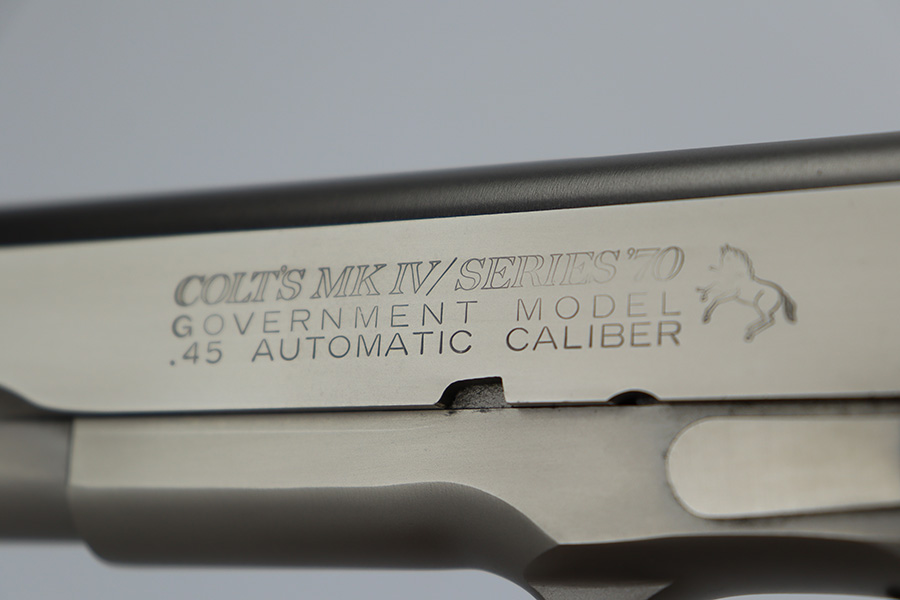 COLT'S MK IV/SERIES'70
GOVERNMENT MODEL
.45 AUTOMATIC CALIBER